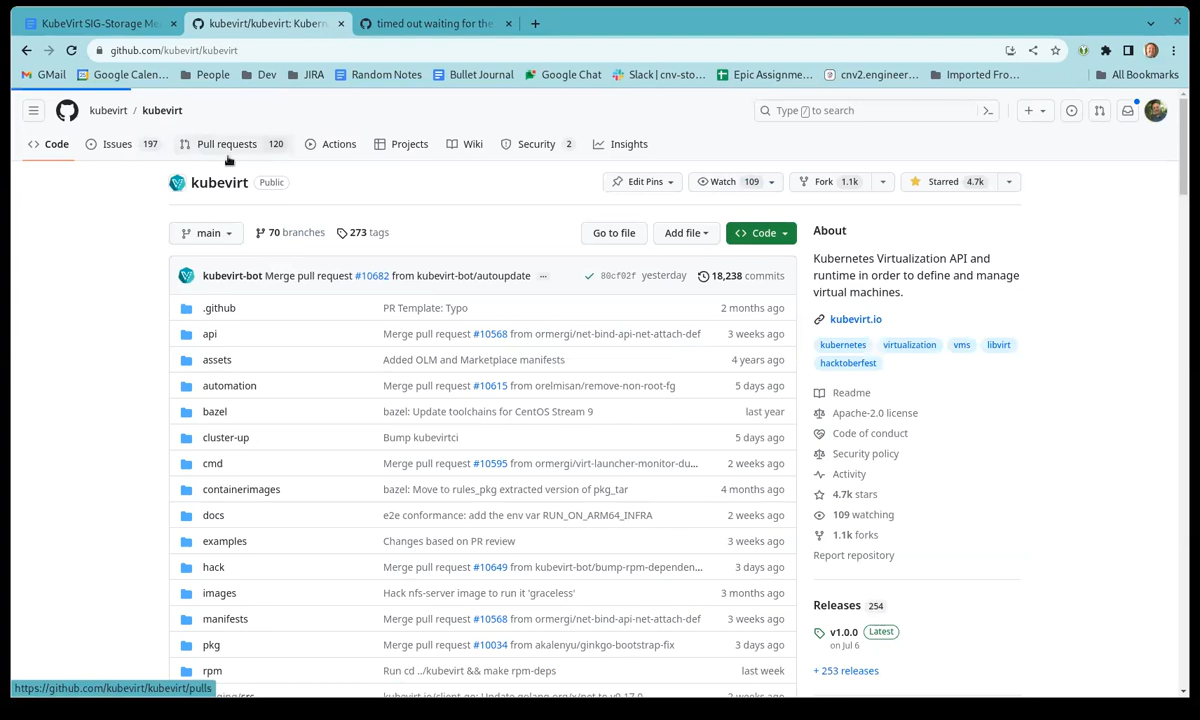 KubeVirt SIG-Storage Me
kubevirt/kubevirt: Kubern
timed out waiting for the
github.com/kubevirt/kubevirt
GMail
Google Calen...
People
Dev
JIRA
Random Notes
Bullet Journal
Google Chat
Slack | cnv-sto...
Epic Assignme...
cnv2.engineer...
Imported Fro...
All Bookmarks
kubevirt / kubevirt
Type / to search
Code
Issues 197
Pull requests 120
Actions
Projects
Wiki
Security 2
Insights
kubevirt Public
Edit Pins
Watch 109
Fork 1.1k
Starred 4.7k
main
70 branches
273 tags
Go to file
Add file
Code
kubevirt-bot Merge pull request #10682 from kubevirt-bot/autoupdate ...
80cf02f yesterday
18,238 commits
.github PR Template: Typo 2 months ago
api Merge pull request #10568 from ormergi/net-bind-api-net-attach-def 3 weeks ago
assets Added OLM and Marketplace manifests 4 years ago
automation Merge pull request #10615 from orelmisan/remove-non-root-fg 5 days ago
bazel bazel: Update toolchains for CentOS Stream 9 last year
cluster-up Bump kubevirtci 5 days ago
cmd Merge pull request #10595 from ormergi/virt-launcher-monitor-du... 2 weeks ago
containerimages bazel: Move to rules_pkg extracted version of pkg_tar 4 months ago
docs e2e conformance: add the env var RUN_ON_ARM64_INFRA 2 weeks ago
examples Changes based on PR review 3 weeks ago
hack Merge pull request #10649 from kubevirt-bot/bump-rpm-dependen... 3 days ago
images Hack nfs-server image to run it 'graceless' 3 months ago
manifests Merge pull request #10568 from ormergi/net-bind-api-net-attach-def 3 weeks ago
pkg Merge pull request #10034 from akalenyu/ginkgo-bootstrap-fix 3 days ago
rpm Run cd ../kubevirt && make rpm-deps last week
kubevirt.io/client-go: Update golang.org/x/net to v0.17.0 2 weeks ago
About
Kubernetes Virtualization API and
runtime in order to define and manage
virtual machines.
kubevirt.io
kubernetes virtualization vms libvirt
hacktoberfest
Readme
Apache-2.0 license
Code of conduct
Security policy
Activity
4.7k stars
109 watching
1.1k forks
Report repository
Releases 254
v1.0.0 Latest
on Jul 6
+ 253 releases
https://github.com/kubevirt/kubevirt/pulls